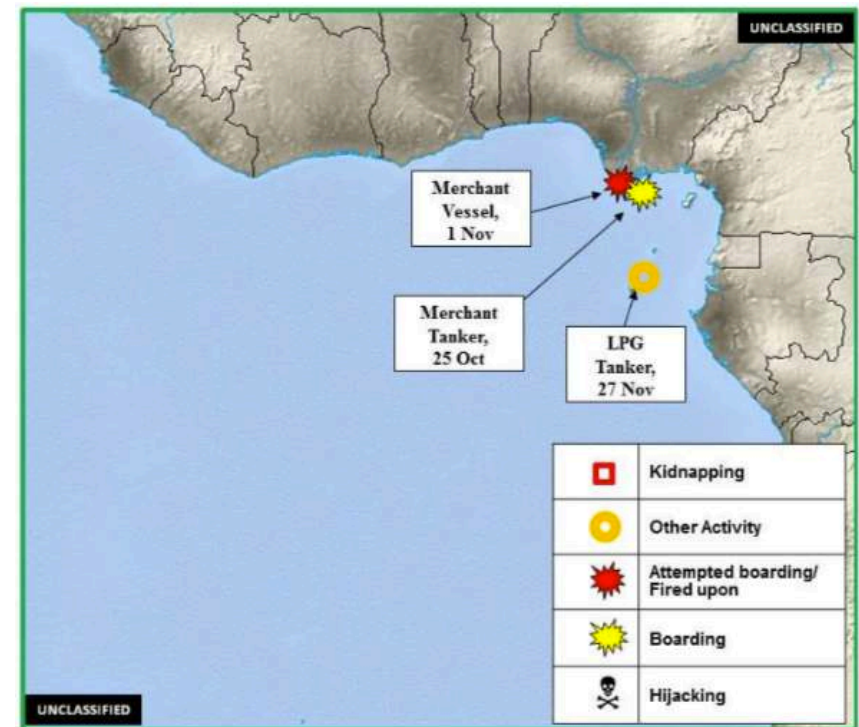 UNCLASSIFIED
Merchant
Vessel,
1 Nov
Merchant
Tanker,
25 Oct
LPG
Tanker,
27 Nov
Kidnapping
Other Activity
Attempted boarding/
Fired upon
Boarding
Hijacking
UNCLASSIFIED